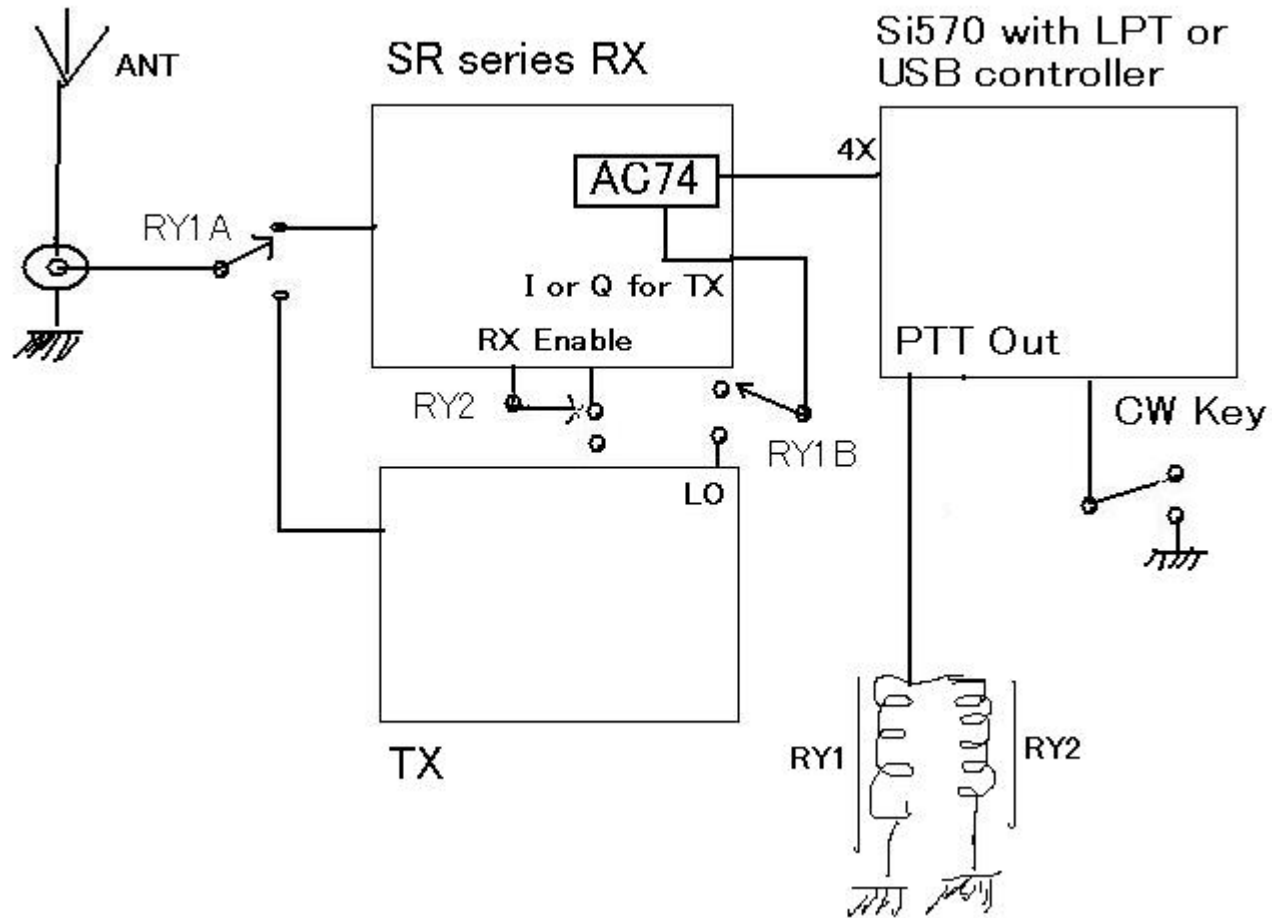 ANT
SR series RX
Si570 with LPT or
USB controller
4X
AC74
RY1A
I or Q for TX
RX Enable
PTT Out
RY2
RY1B
CW Key
LO
TX
RY1
RY2